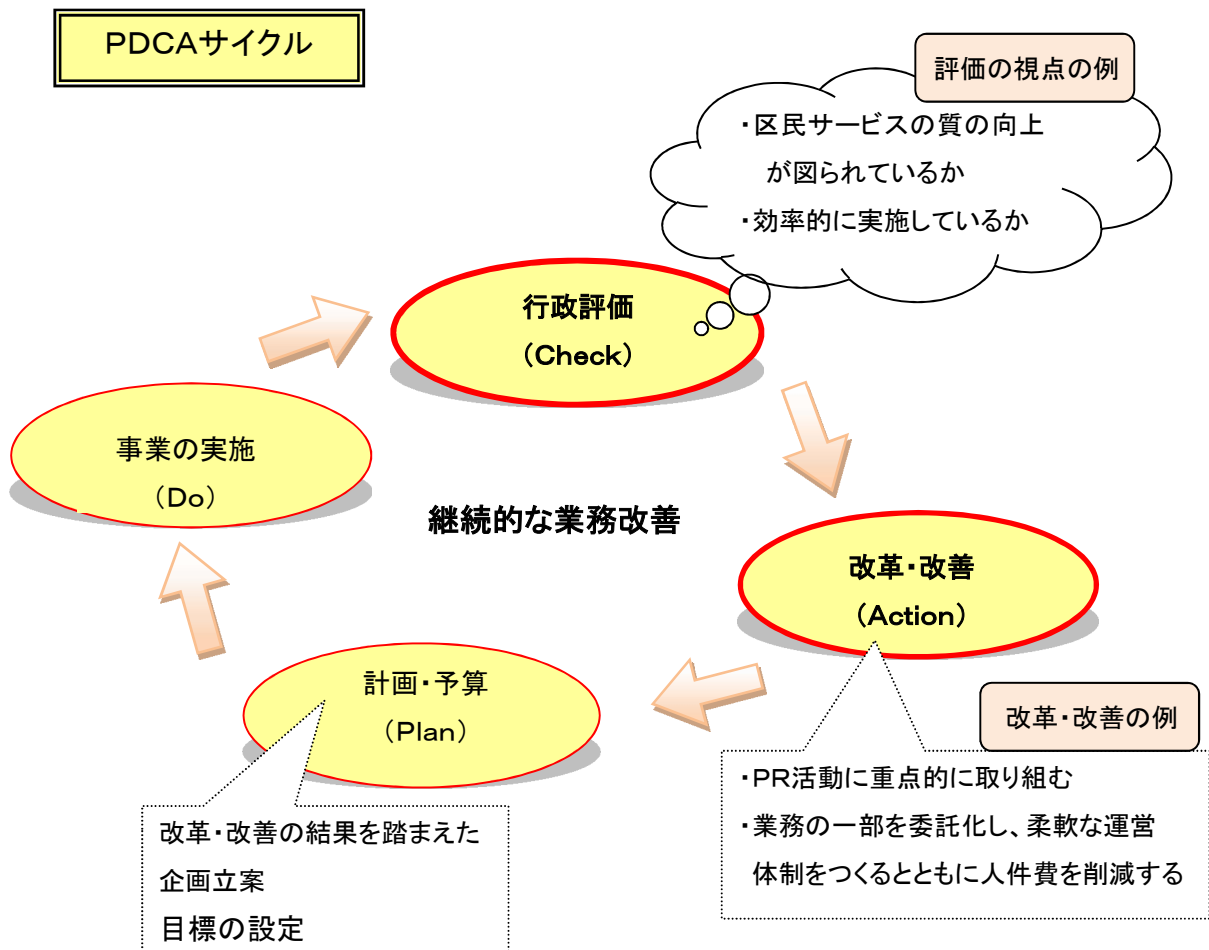 PDCAサイクル
評価の視点の例
・区民サービスの質の向上
が図られているか
・効率的に実施しているか
行政評価
（Check）
事業の実施
（Do）
継続的な業務改善
改革・改善
（Action）
計画・予算
（Plan）
改革・改善の例
・PR活動に重点的に取り組む
・業務の一部を委託化し、柔軟な運営
体制をつくるとともに人件費を削減する
改革・改善の結果を踏まえた
企画立案
目標の設定